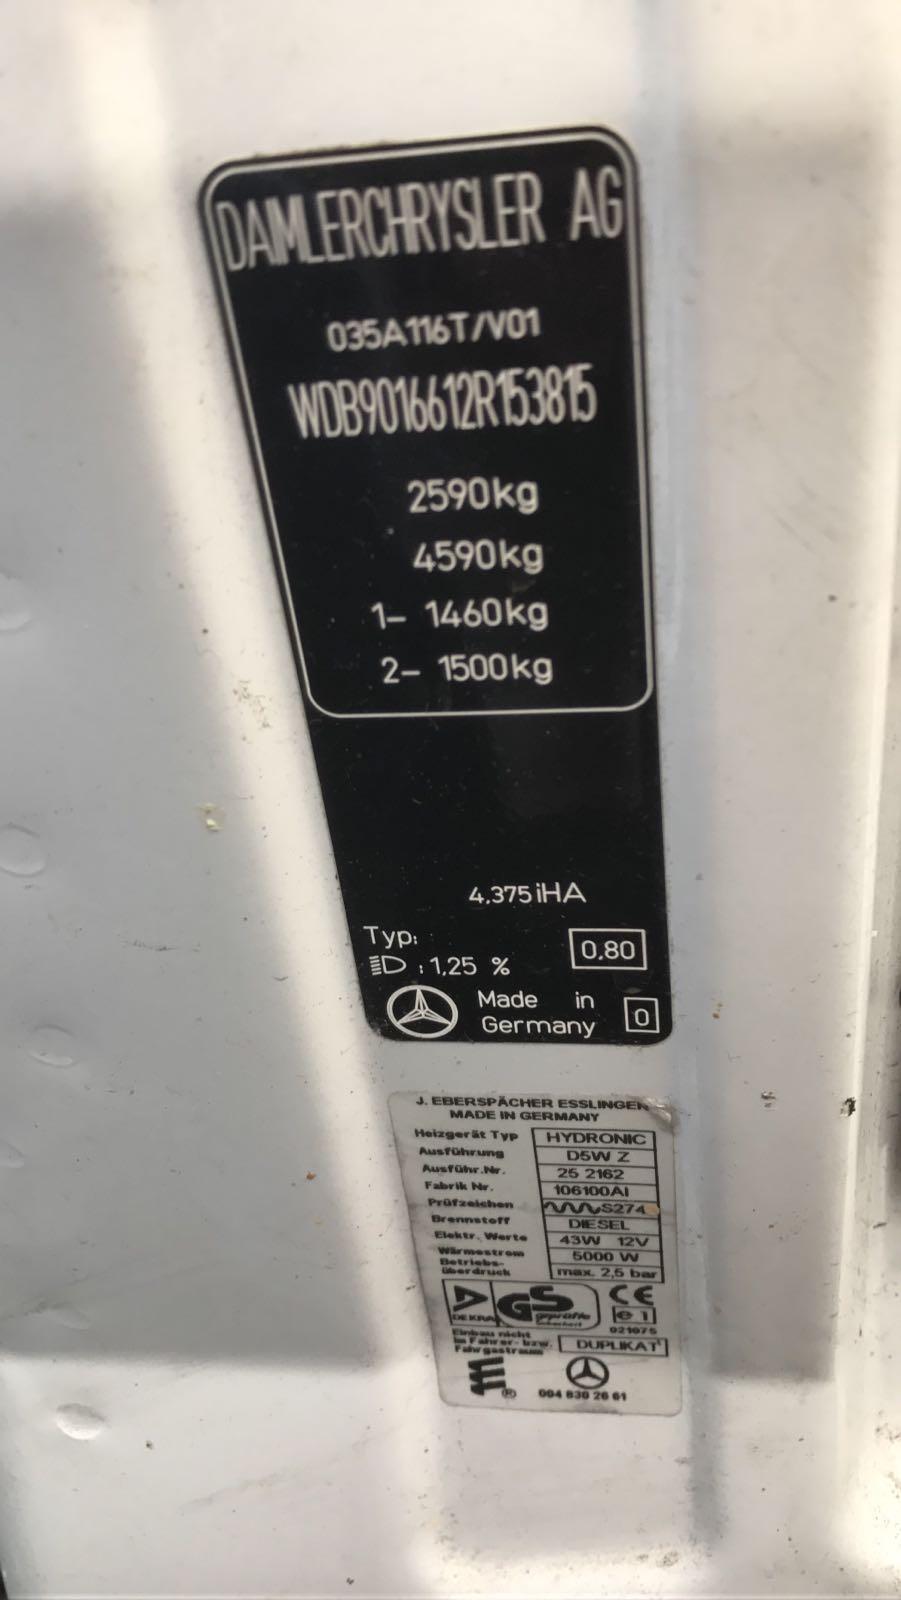 DAIMLERCHRYSLER AG
035A116T/V01
WDB9016612R153815
2590kg
4590kg
1- 1460kg
2- 1500kg
4.375iHA
Typ:
0,80
: 1,25 %
Made in
Germany
0
J. EBERSPÄCHER ESSLINGEN
MADE IN GERMANY
Heizgerät Typ HYDRONIC
Ausführung D5W Z
Ausführ.Nr. 25 2162
Fabrik Nr. 106100AI
Prüfzeichen S274
Brennstoff DIESEL
Elektr. Werte 43W 12V
Wärmestrom 5000 W
Betriebs-
überdruck max. 2,5 bar
DEKRA GS geprüfte Sicherheit CE
e1
021075
Einbau nicht
im Fahrer- bzw. DUPLIKAT
Fahrgastraum
004 830 26 61